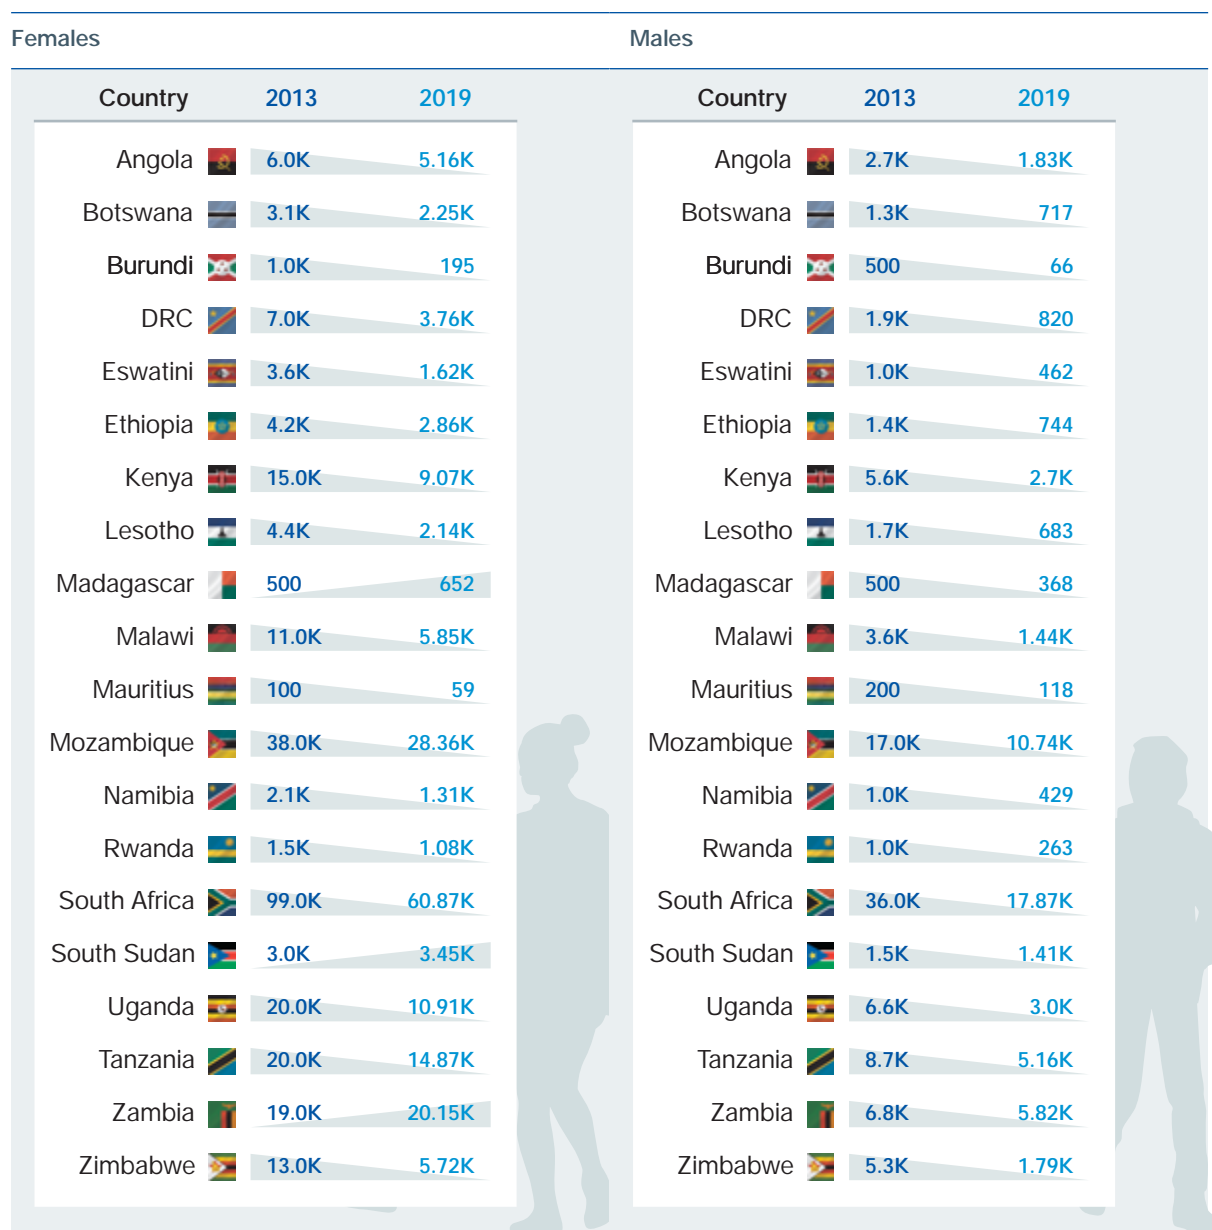 Females
Country 2013 2019
Angola 6.0K 5.16K
Botswana 3.1K 2.25K
Burundi 1.0K 195
DRC 7.0K 3.76K
Eswatini 3.6K 1.62K
Ethiopia 4.2K 2.86K
Kenya 15.0K 9.07K
Lesotho 4.4K 2.14K
Madagascar 500 652
Malawi 11.0K 5.85K
Mauritius 100 59
Mozambique 38.0K 28.36K
Namibia 2.1K 1.31K
Rwanda 1.5K 1.08K
South Africa 99.0K 60.87K
South Sudan 3.0K 3.45K
Uganda 20.0K 10.91K
Tanzania 20.0K 14.87K
Zambia 19.0K 20.15K
Zimbabwe 13.0K 5.72K
Males
Country 2013 2019
Angola 2.7K 1.83K
Botswana 1.3K 717
Burundi 500 66
DRC 1.9K 820
Eswatini 1.0K 462
Ethiopia 1.4K 744
Kenya 5.6K 2.7K
Lesotho 1.7K 683
Madagascar 500 368
Malawi 3.6K 1.44K
Mauritius 200 118
Mozambique 17.0K 10.74K
Namibia 1.0K 429
Rwanda 1.0K 263
South Africa 36.0K 17.87K
South Sudan 1.5K 1.41K
Uganda 6.6K 3.0K
Tanzania 8.7K 5.16K
Zambia 6.8K 5.82K
Zimbabwe 5.3K 1.79K